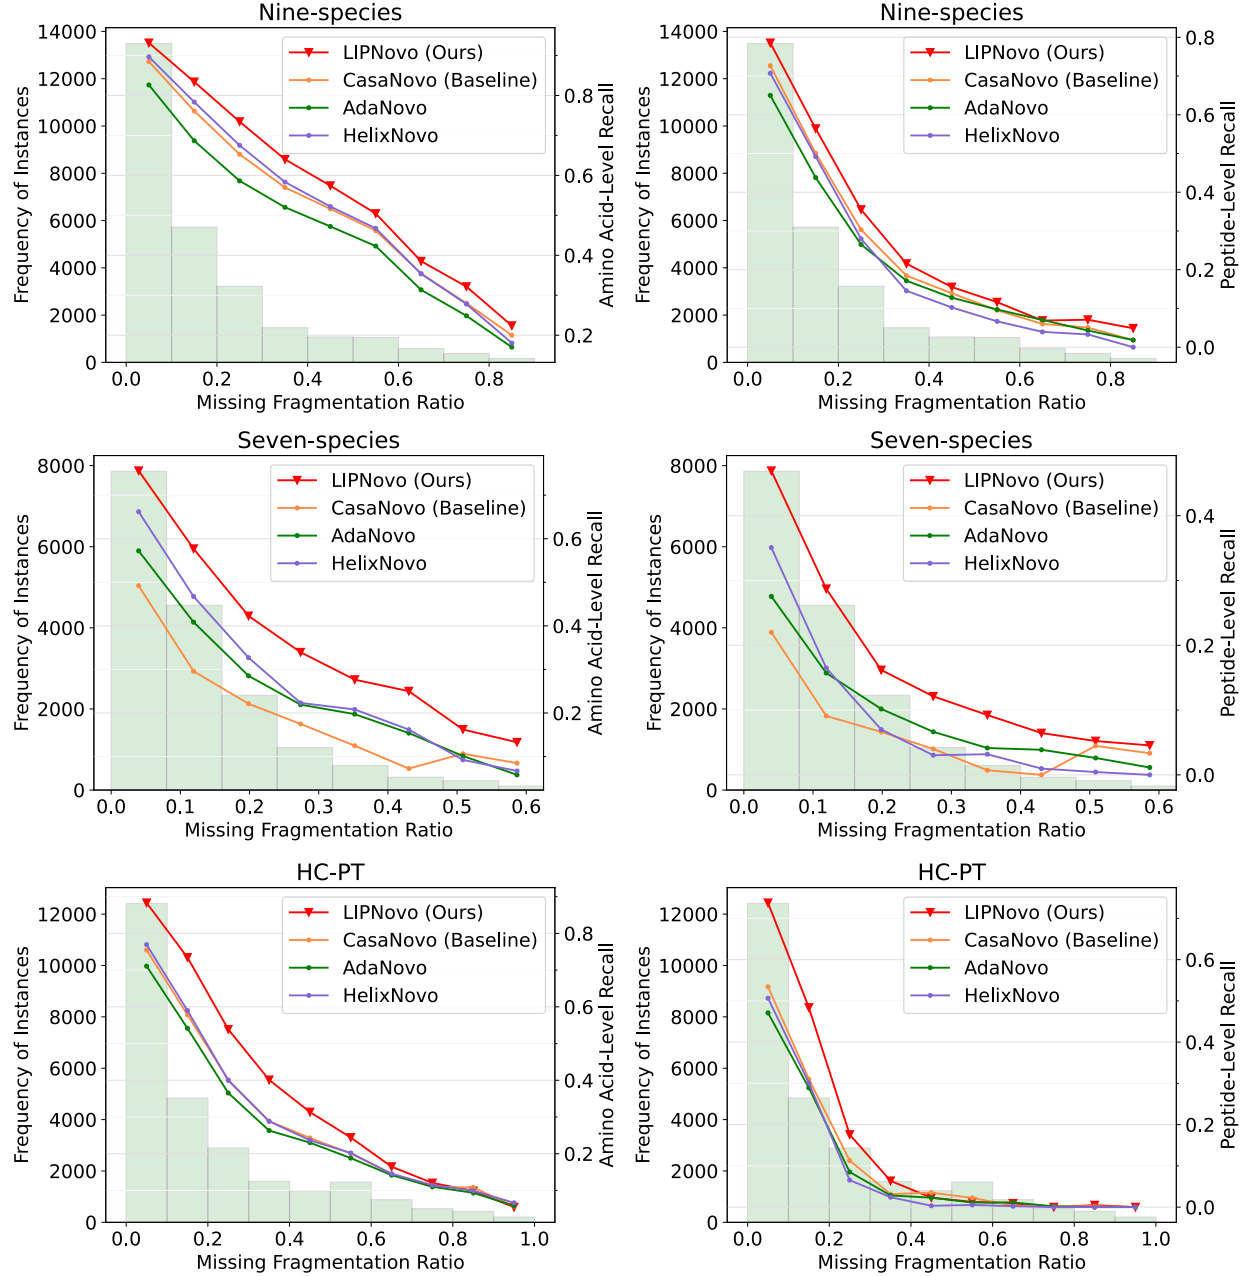 Nine-species
14000
12000
10000
8000
6000
4000
2000
0
Frequency of Instances
LIPNovo (Ours)
CasaNovo (Baseline)
AdaNovo
HelixNovo
0.8
0.6
0.4
0.2
Amino Acid-Level Recall
0.0 0.2 0.4 0.6 0.8
Missing Fragmentation Ratio
Nine-species
14000
12000
10000
8000
6000
4000
2000
0
Frequency of Instances
LIPNovo (Ours)
CasaNovo (Baseline)
AdaNovo
HelixNovo
0.8
0.6
0.4
0.2
0.0
Peptide-Level Recall
0.0 0.2 0.4 0.6 0.8
Missing Fragmentation Ratio
Seven-species
8000
6000
4000
2000
0
Frequency of Instances
LIPNovo (Ours)
CasaNovo (Baseline)
AdaNovo
HelixNovo
0.6
0.4
0.2
Amino Acid-Level Recall
0.0 0.1 0.2 0.3 0.4 0.5 0.6
Missing Fragmentation Ratio
Seven-species
8000
6000
4000
2000
0
Frequency of Instances
LIPNovo (Ours)
CasaNovo (Baseline)
AdaNovo
HelixNovo
0.4
0.2
0.0
Peptide-Level Recall
0.0 0.1 0.2 0.3 0.4 0.5 0.6
Missing Fragmentation Ratio
HC-PT
12000
10000
8000
6000
4000
2000
0
Frequency of Instances
LIPNovo (Ours)
CasaNovo (Baseline)
AdaNovo
HelixNovo
0.8
0.6
0.4
0.2
Amino Acid-Level Recall
0.0 0.2 0.4 0.6 0.8 1.0
Missing Fragmentation Ratio
HC-PT
12000
10000
8000
6000
4000
2000
0
Frequency of Instances
LIPNovo (Ours)
CasaNovo (Baseline)
AdaNovo
HelixNovo
0.6
0.4
0.2
0.0
Peptide-Level Recall
0.0 0.2 0.4 0.6 0.8 1.0
Missing Fragmentation Ratio